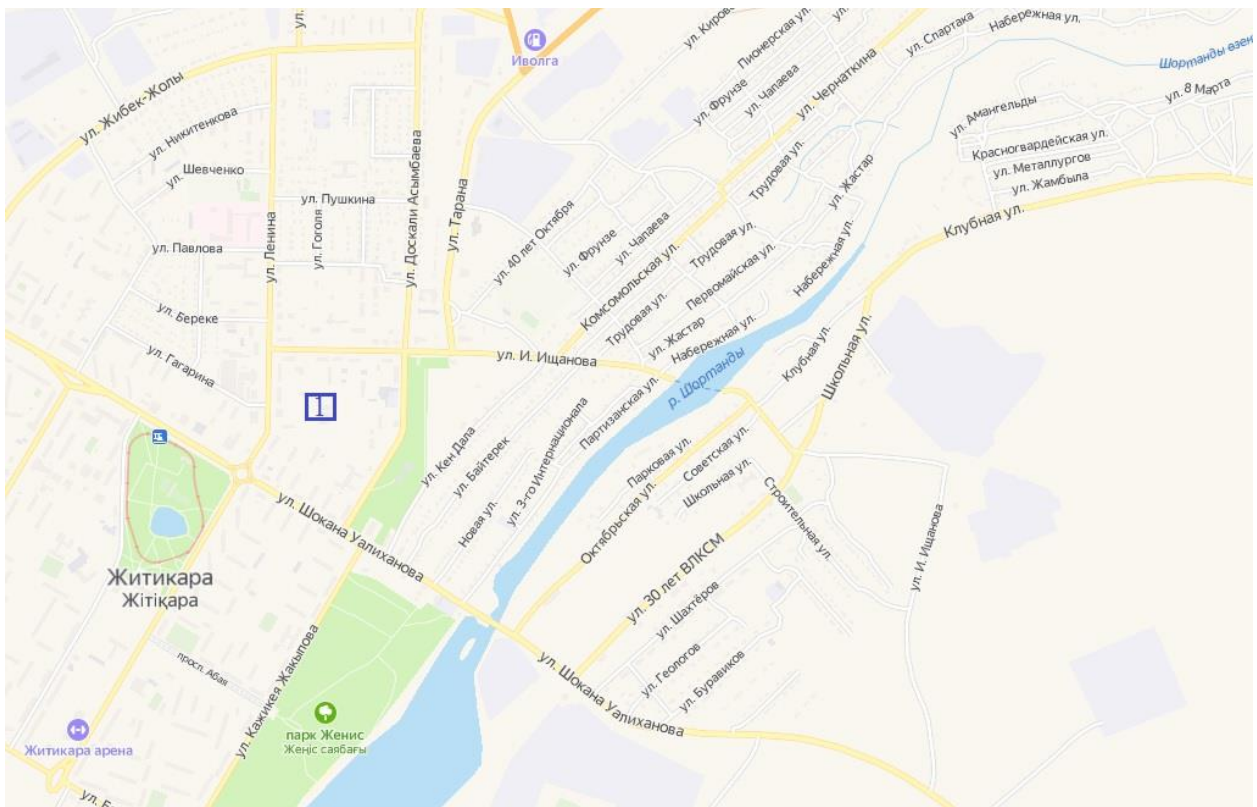 ул. Киров
Пионерская ул.
ул. Спартака
Набережная ул.
Иволга
Шортанды өзен
ул. Чапаева
ул. Фрунзе
ул. Чернаткина
ул. 8 Марта
ул. Амангельды
ул. Жибек-Жолы
ул. Никитенкова
Красногвардейская ул.
ул. Шевченко
ул. Доскали Асымбаева
Трудовая ул.
ул. Жастар
ул. Металлургов
ул. Жамбыла
ул. Пушкина
ул. Тарана
ул. 40 лет Октября
Клубная ул.
ул. Павлова
ул. Ленина
ул. Гоголя
ул. Фрунзе
ул. Чапаева
Трудовая ул.
Набережная ул.
Комсомольская ул.
Первомайская ул.
ул. Береке
Трудовая ул.
ул. Жастар
Набережная ул.
ул. Гагарина
ул. И. Ищанова
р. Шортанды
Клубная ул.
Школьная ул.
1
Партизанская ул.
ул. Кен Дала
ул. Байтерек
ул. 3-го Интернационала
Новая ул.
Парковая ул.
Советская ул.
Школьная ул.
Строительная ул.
Октябрьская ул.
ул. Шокана Уалиханова
ул. 30 лет ВЛКСМ
ул. И. Ищанова
Житикара
Жітіқара
ул. Шахтёров
просп. Абая
ул. Кажикея Жакыпова
ул. Шокана Уалиханова
ул. Геологов
ул. Буравиков
парк Женис
Жеңіс саябағы
Житикара арена